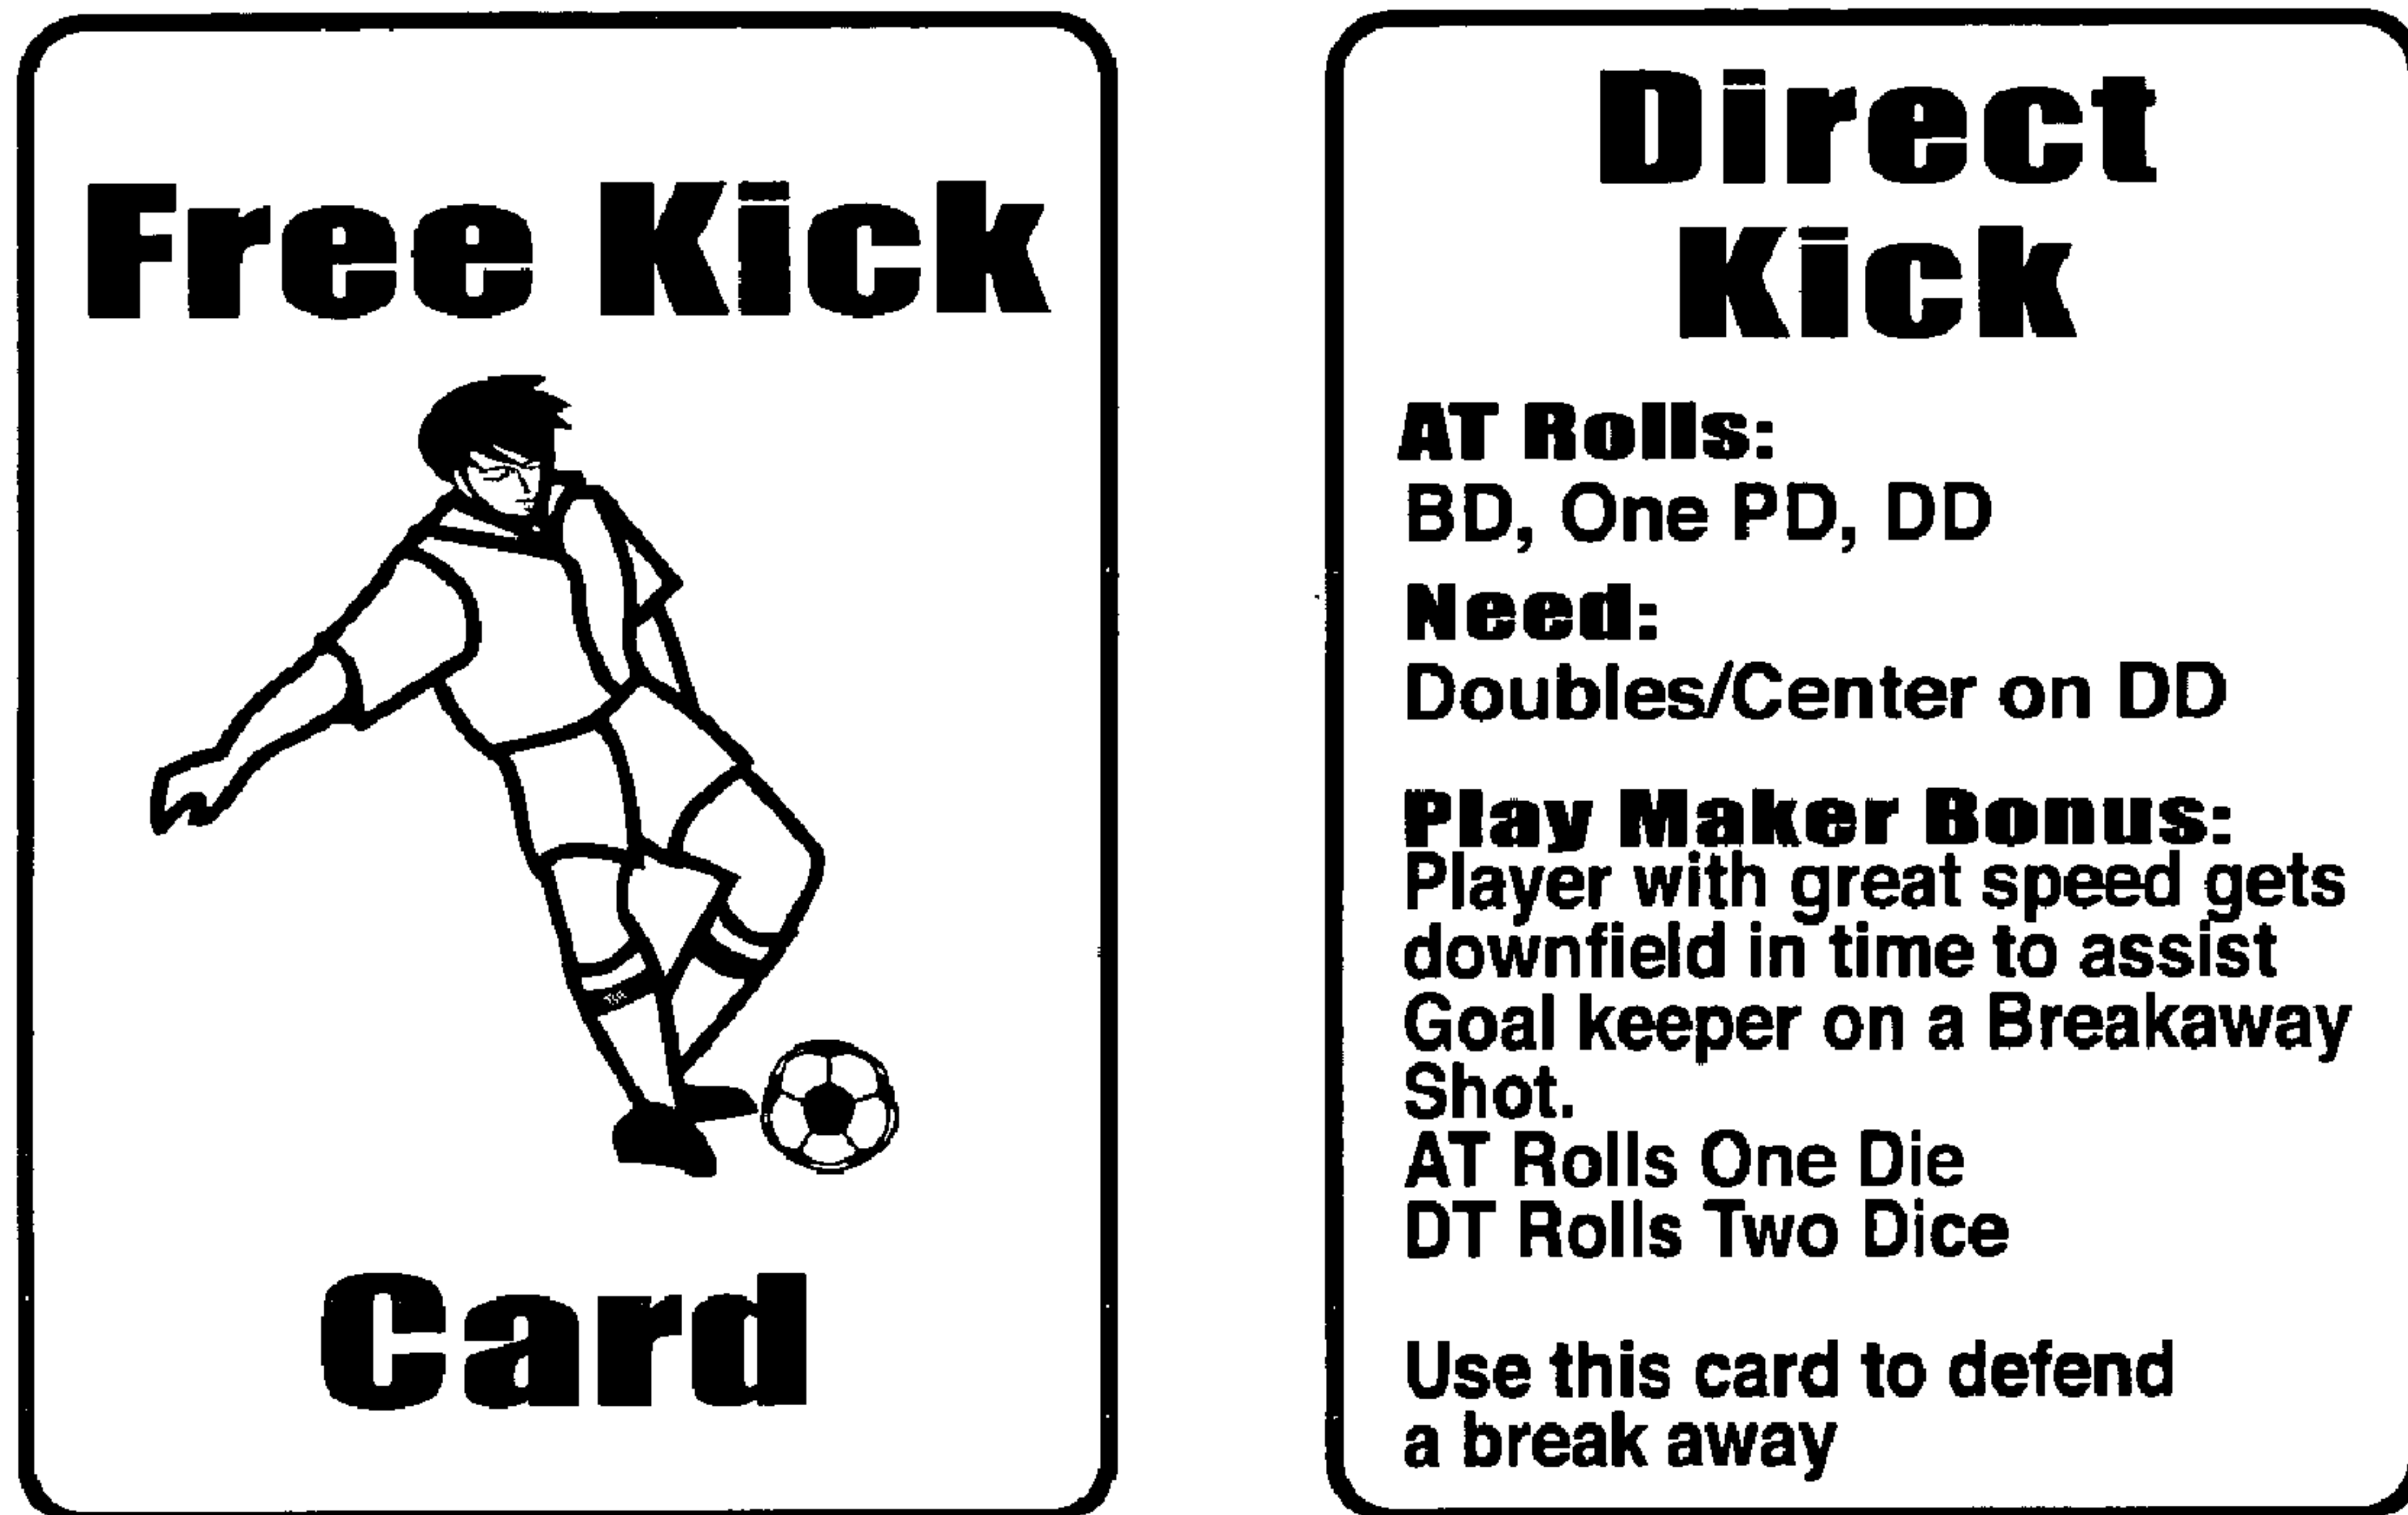 Free Kick
Card
Direct
Kick
AT Rolls:
BD, One PD, DD
Need:
Doubles/Center on DD
Play Maker Bonus:
Player with great speed gets
downfield in time to assist
Goal keeper on a Breakaway
Shot.
AT Rolls One Die
DT Rolls Two Dice
Use this card to defend
a break away